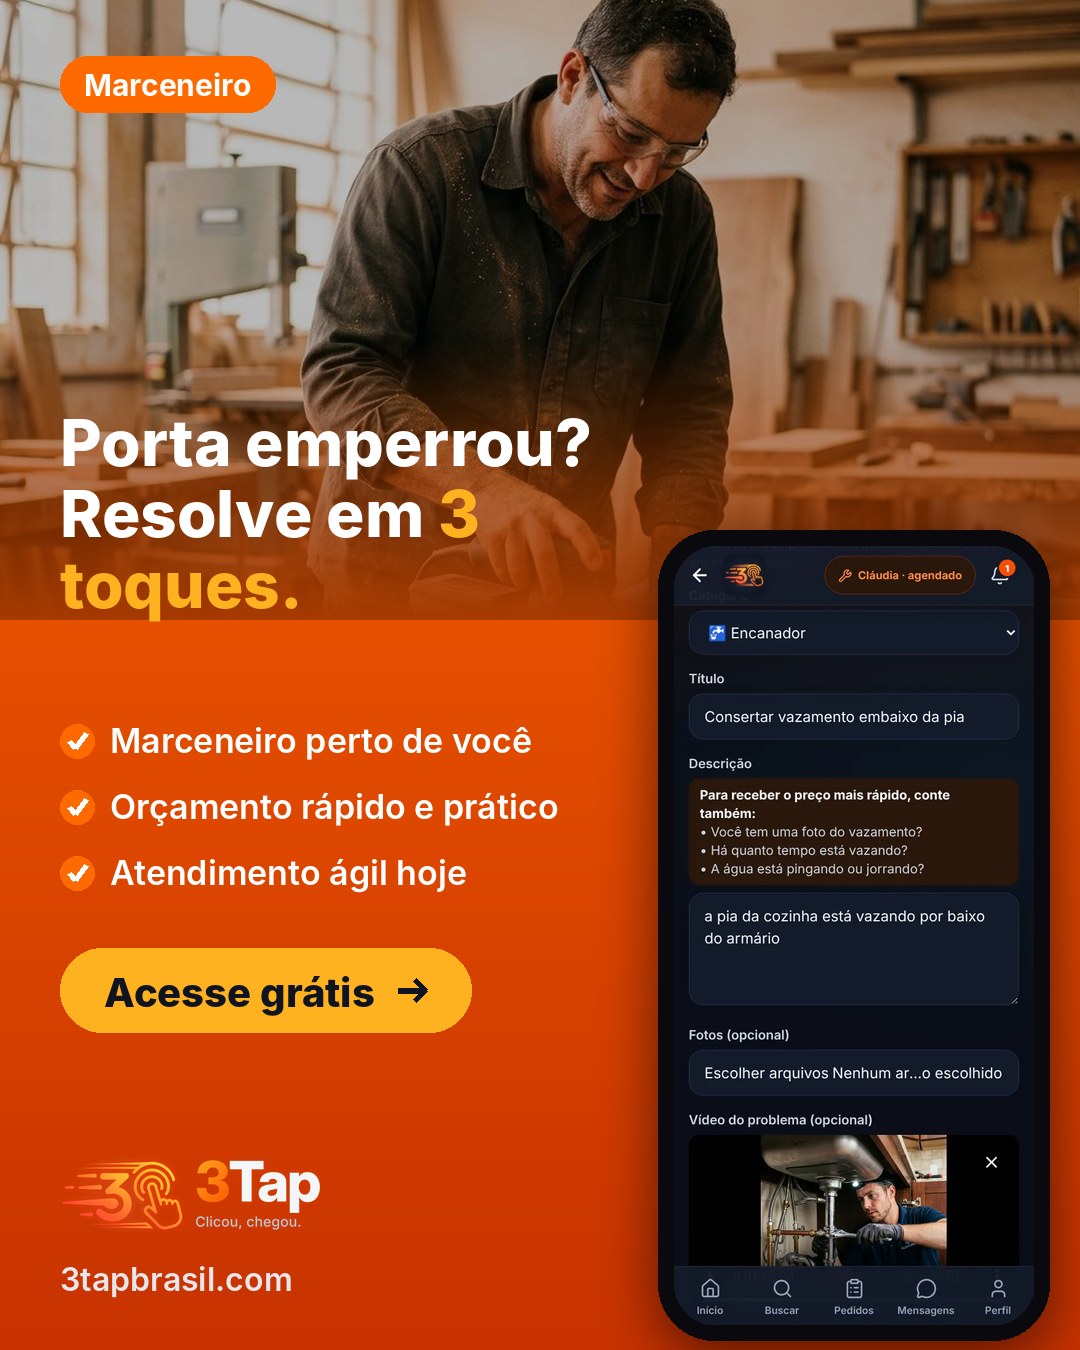 Marceneiro
Porta emperrou?
Resolve em 3
toques.
Marceneiro perto de você
Orçamento rápido e prático
Atendimento ágil hoje
Acesse grátis →
3Tap
Clicou, chegou.
3tapbrasil.com
3
Cláudia · agendado
1
Encanador
Título
Consertar vazamento embaixo da pia
Descrição
Para receber o preço mais rápido, conte
também:
• Você tem uma foto do vazamento?
• Há quanto tempo está vazando?
• A água está pingando ou jorrando?
a pia da cozinha está vazando por baixo
do armário
Fotos (opcional)
Escolher arquivos Nenhum ar...o escolhido
Vídeo do problema (opcional)
Início
Buscar
Pedidos
Mensagens
Perfil